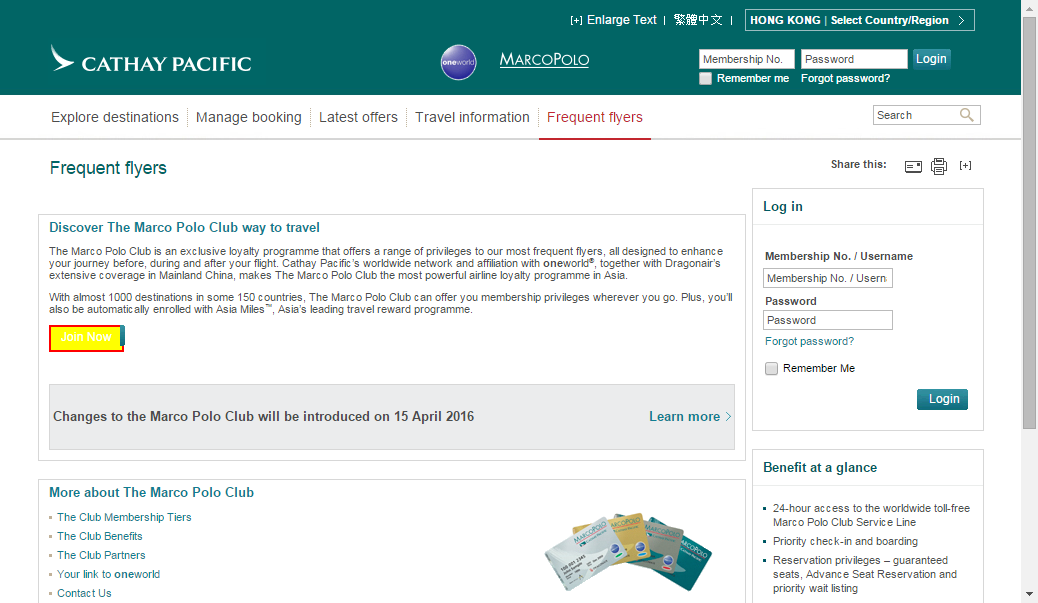 [+] Enlarge Text | 繁體中文 | HONG KONG | Select Country/Region
CATHAY PACIFIC
oneworld
MARCOPOLO
Membership No. Password Login
Remember me Forgot password?
Explore destinations Manage booking Latest offers Travel information Frequent flyers
Search
Frequent flyers
Share this: [+]
Discover The Marco Polo Club way to travel
The Marco Polo Club is an exclusive loyalty programme that offers a range of privileges to our most frequent flyers, all designed to enhance
your journey before, during and after your flight. Cathay Pacific's worldwide network and affiliation with oneworld®, together with Dragonair's
extensive coverage in Mainland China, makes The Marco Polo Club the most powerful airline loyalty programme in Asia.
With almost 1000 destinations in some 150 countries, The Marco Polo Club can offer you membership privileges wherever you go. Plus, you'll
also be automatically enrolled with Asia Miles™, Asia's leading travel reward programme.
Join Now
Changes to the Marco Polo Club will be introduced on 15 April 2016
Learn more
More about The Marco Polo Club
The Club Membership Tiers
The Club Benefits
The Club Partners
Your link to oneworld
Contact Us
MARCOPOLO
MARCOPOLO
MARCOPOLO
MARCOPOLO
Log in
Membership No. / Username
Membership No. / Usern
Password
Password
Forgot password?
Remember Me
Login
Benefit at a glance
24-hour access to the worldwide toll-free
Marco Polo Club Service Line
Priority check-in and boarding
Reservation privileges – guaranteed
seats, Advance Seat Reservation and
priority wait listing